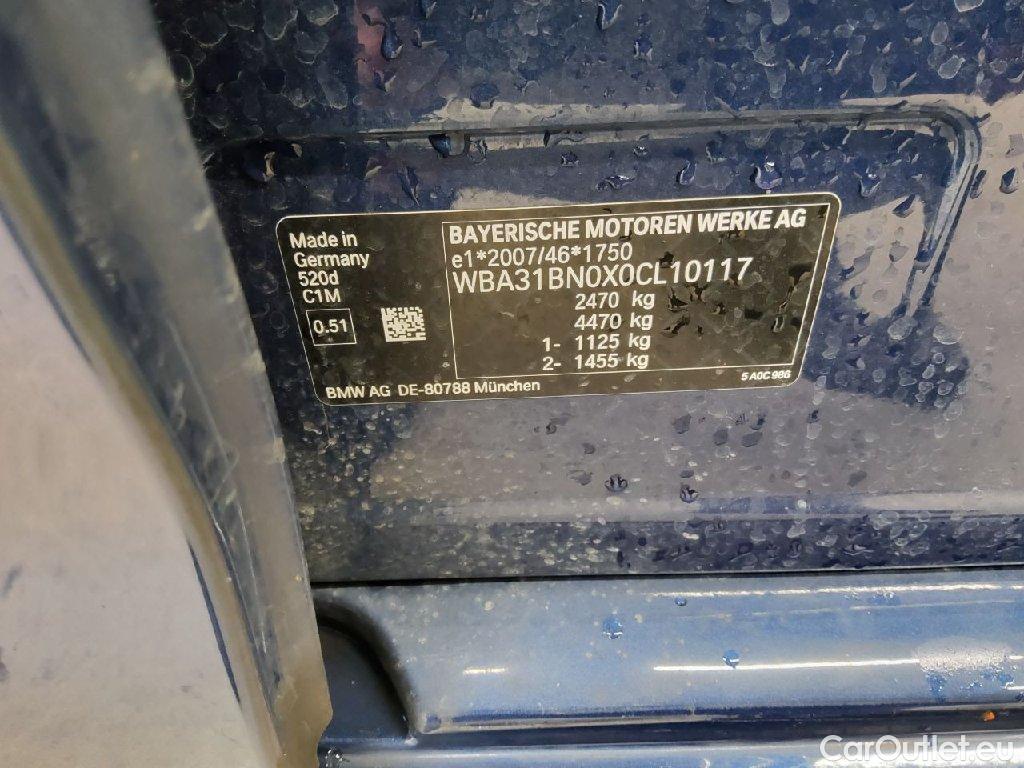 Made in
Germany
520d
C1M
0.51
BAYERISCHE MOTOREN WERKE AG
e1*2007/46*1750
WBA31BN0X0CL10117
2470 kg
4470 kg
1- 1125 kg
2- 1455 kg
BMW AG DE-80788 München
5 A0C 986
CarOutlet.eu